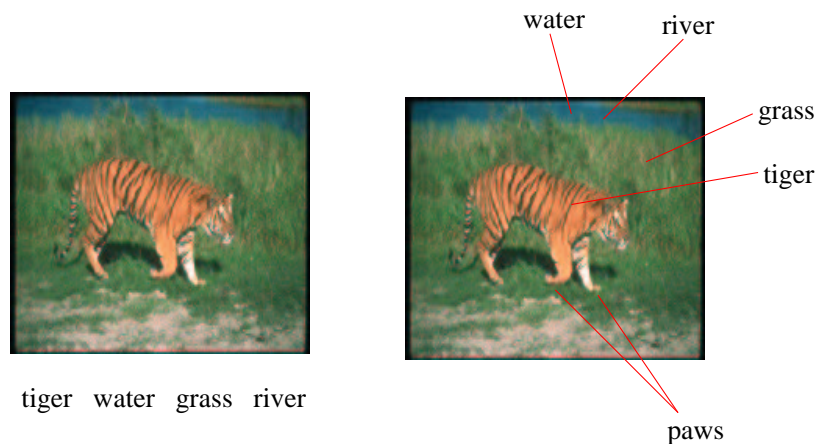 water
river
grass
tiger
tiger water grass river
paws